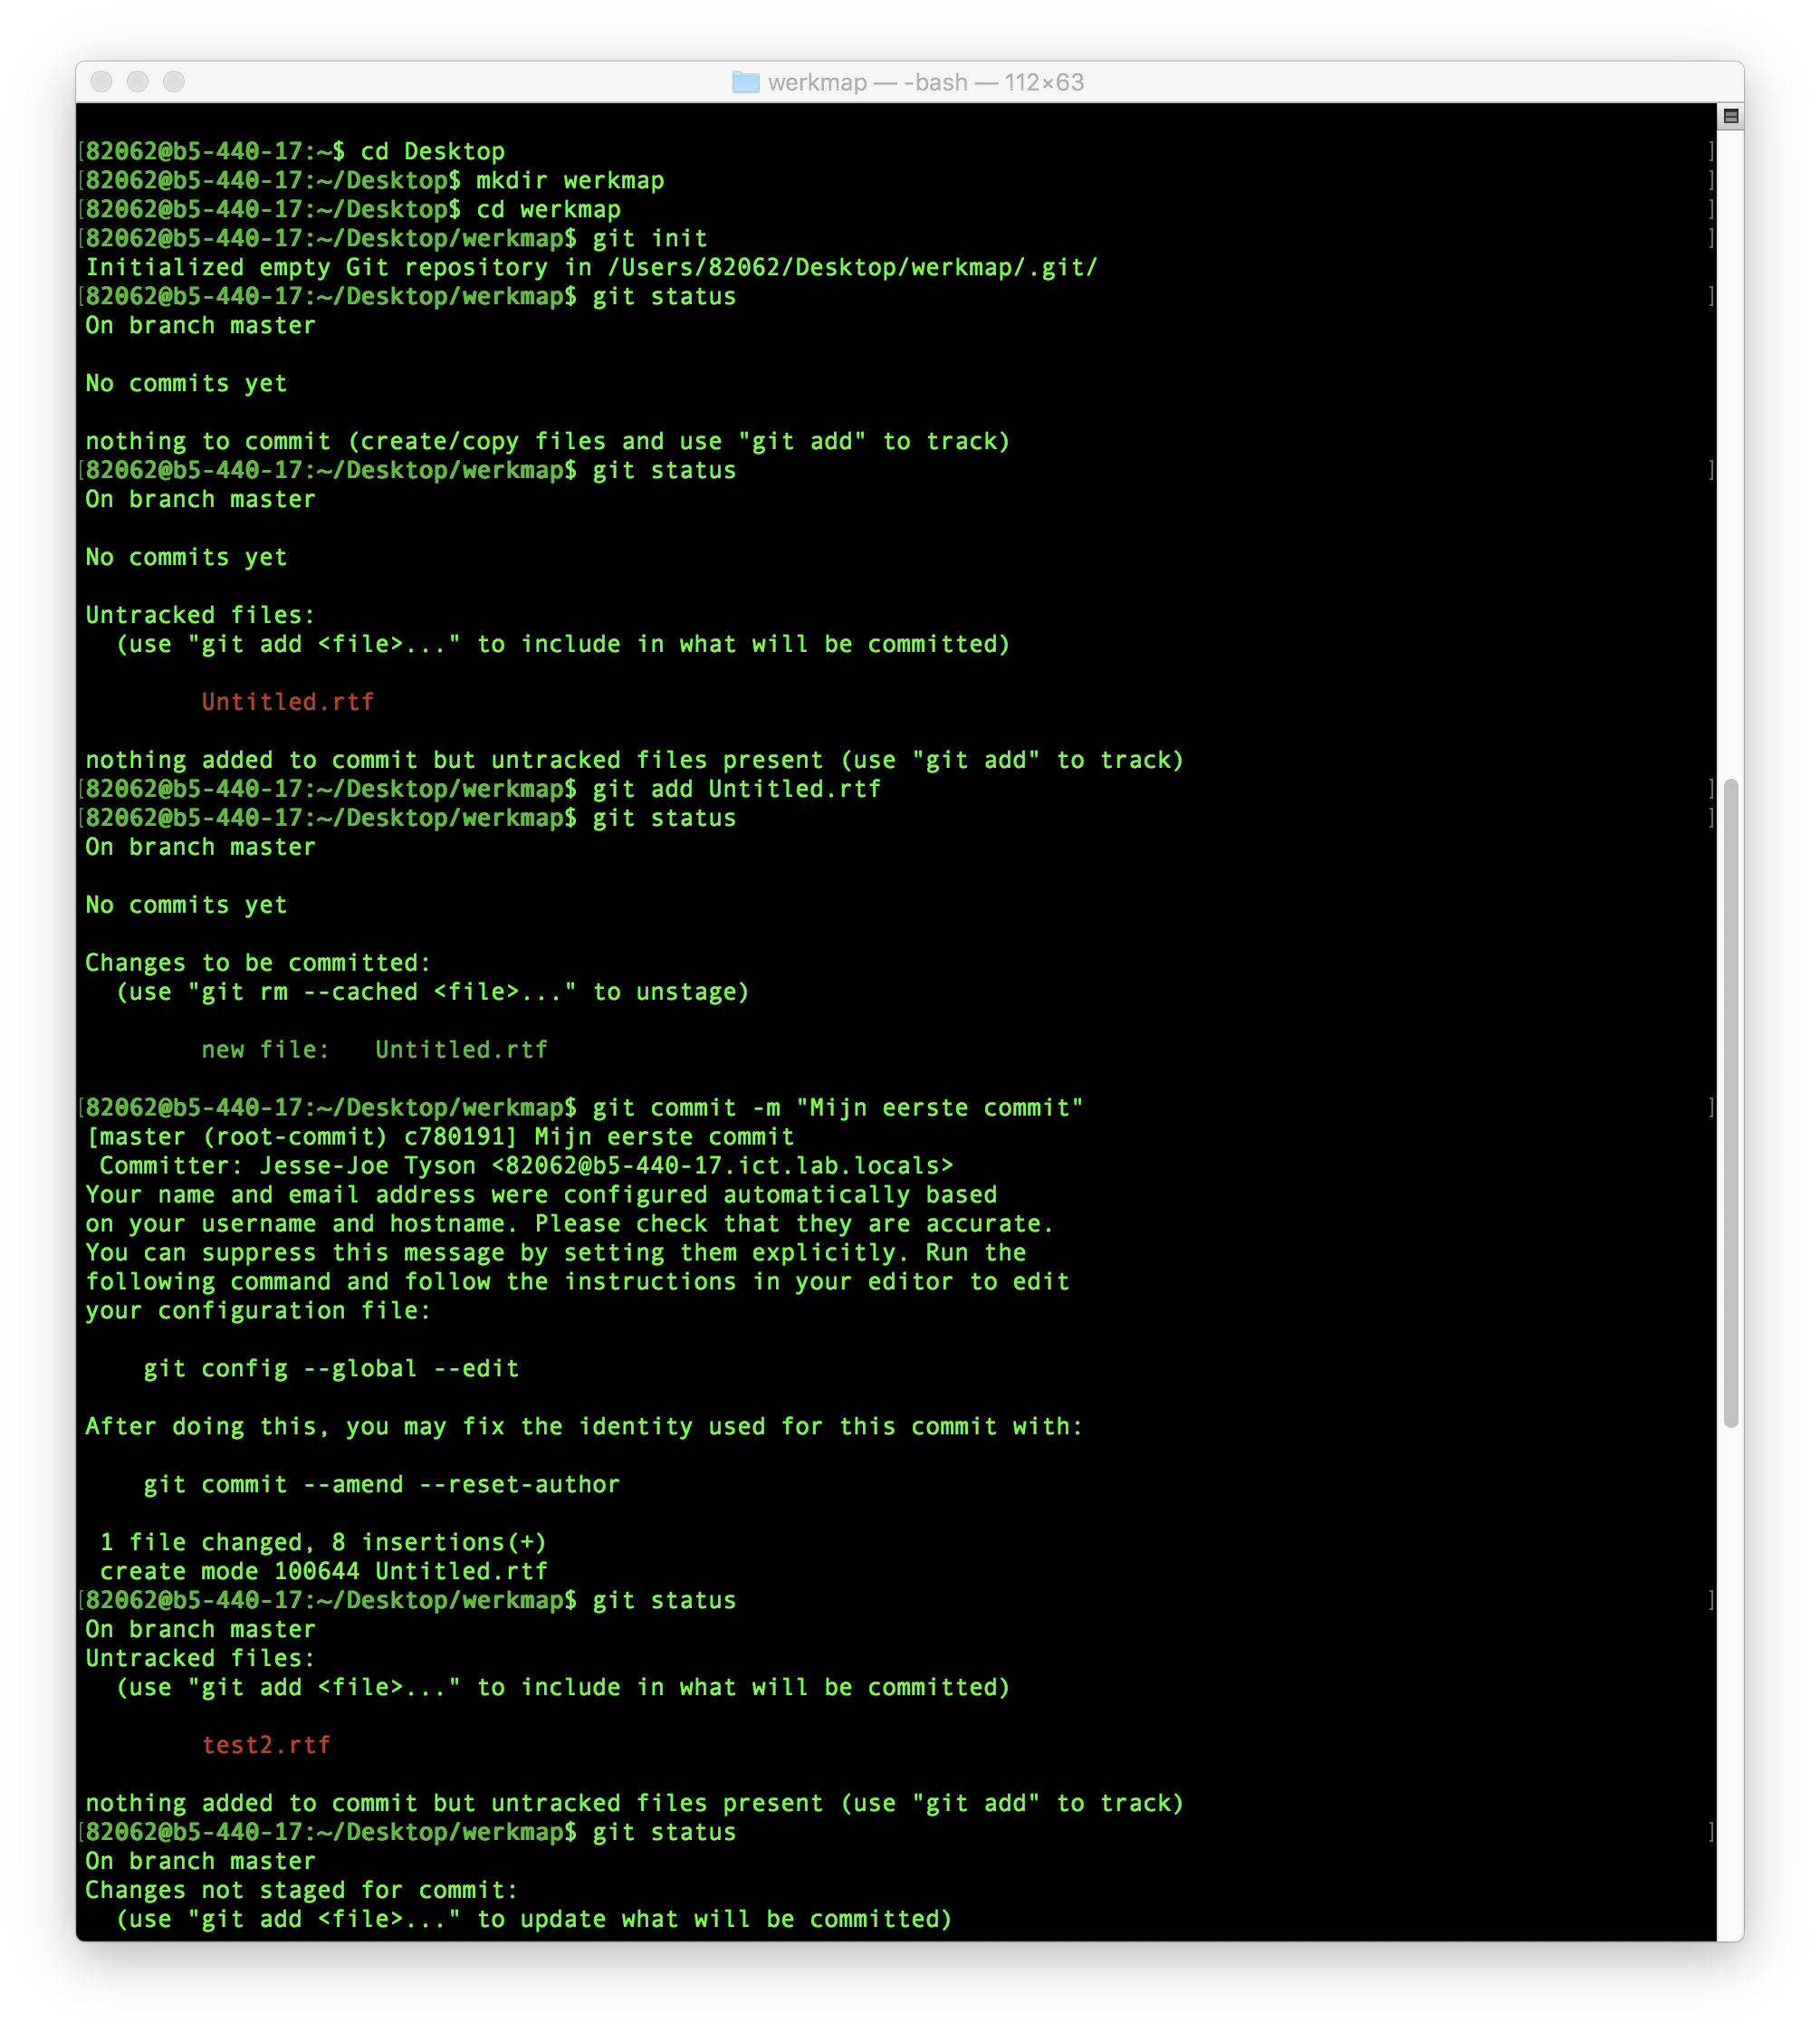 werkmap — -bash — 112×63
[82062@b5-440-17:~$ cd Desktop ]
[82062@b5-440-17:~/Desktop$ mkdir werkmap ]
[82062@b5-440-17:~/Desktop$ cd werkmap ]
[82062@b5-440-17:~/Desktop/werkmap$ git init ]
Initialized empty Git repository in /Users/82062/Desktop/werkmap/.git/
[82062@b5-440-17:~/Desktop/werkmap$ git status ]
On branch master
No commits yet
nothing to commit (create/copy files and use "git add" to track)
[82062@b5-440-17:~/Desktop/werkmap$ git status ]
On branch master
No commits yet
Untracked files:
(use "git add <file>..." to include in what will be committed)
Untitled.rtf
nothing added to commit but untracked files present (use "git add" to track)
[82062@b5-440-17:~/Desktop/werkmap$ git add Untitled.rtf ]
[82062@b5-440-17:~/Desktop/werkmap$ git status ]
On branch master
No commits yet
Changes to be committed:
(use "git rm --cached <file>..." to unstage)
new file:   Untitled.rtf
[82062@b5-440-17:~/Desktop/werkmap$ git commit -m "Mijn eerste commit" ]
[master (root-commit) c780191] Mijn eerste commit
Committer: Jesse-Joe Tyson <82062@b5-440-17.ict.lab.locals>
Your name and email address were configured automatically based
on your username and hostname. Please check that they are accurate.
You can suppress this message by setting them explicitly. Run the
following command and follow the instructions in your editor to edit
your configuration file:
git config --global --edit
After doing this, you may fix the identity used for this commit with:
git commit --amend --reset-author
1 file changed, 8 insertions(+)
create mode 100644 Untitled.rtf
[82062@b5-440-17:~/Desktop/werkmap$ git status ]
On branch master
Untracked files:
(use "git add <file>..." to include in what will be committed)
test2.rtf
nothing added to commit but untracked files present (use "git add" to track)
[82062@b5-440-17:~/Desktop/werkmap$ git status ]
On branch master
Changes not staged for commit:
(use "git add <file>..." to update what will be committed)